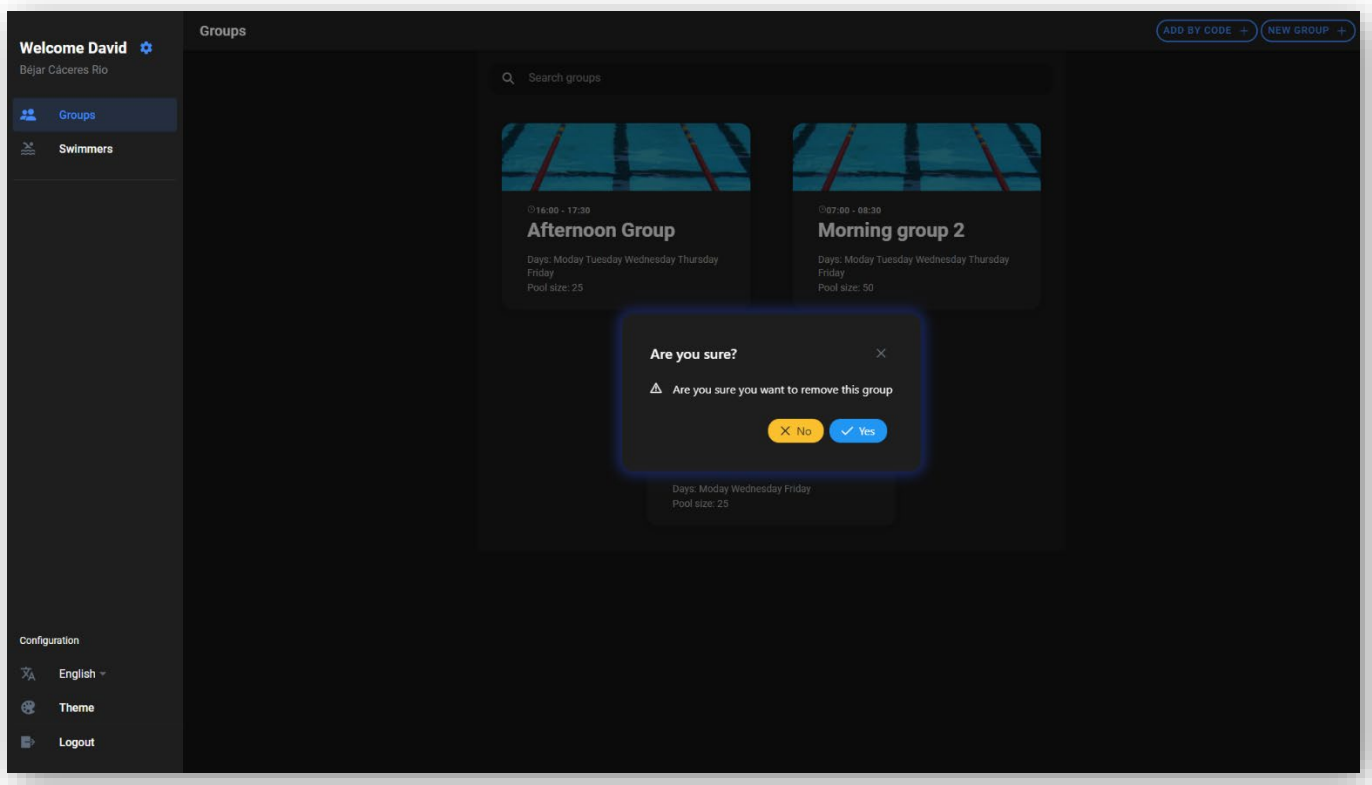 Welcome David
Béjar Cáceres Rio
Groups
Swimmers
Configuration
English
Theme
Logout
Groups
ADD BY CODE +
NEW GROUP +
Search groups
16:00 - 17:30
Afternoon Group
Days: Moday Tuesday Wednesday Thursday
Friday
Pool size: 25
07:00 - 08:30
Morning group 2
Days: Moday Tuesday Wednesday Thursday
Friday
Pool size: 50
Are you sure?
Are you sure you want to remove this group
No
Yes
Days: Moday Wednesday Friday
Pool size: 25